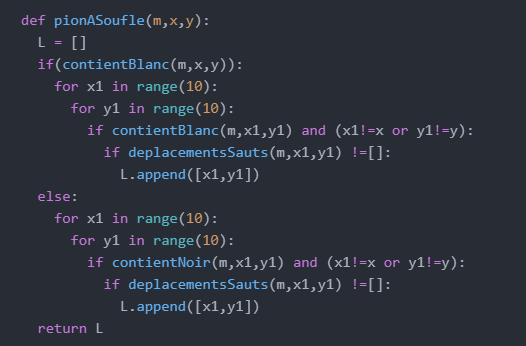 def pionASoufle(m,x,y):
  L = []
  if(contientBlanc(m,x,y)):
    for x1 in range(10):
      for y1 in range(10):
        if contientBlanc(m,x1,y1) and (x1!=x or y1!=y):
          if deplacementsSauts(m,x1,y1) !=[]:
            L.append([x1,y1])
  else:
    for x1 in range(10):
      for y1 in range(10):
        if contientNoir(m,x1,y1) and (x1!=x or y1!=y):
          if deplacementsSauts(m,x1,y1) !=[]:
            L.append([x1,y1])
  return L